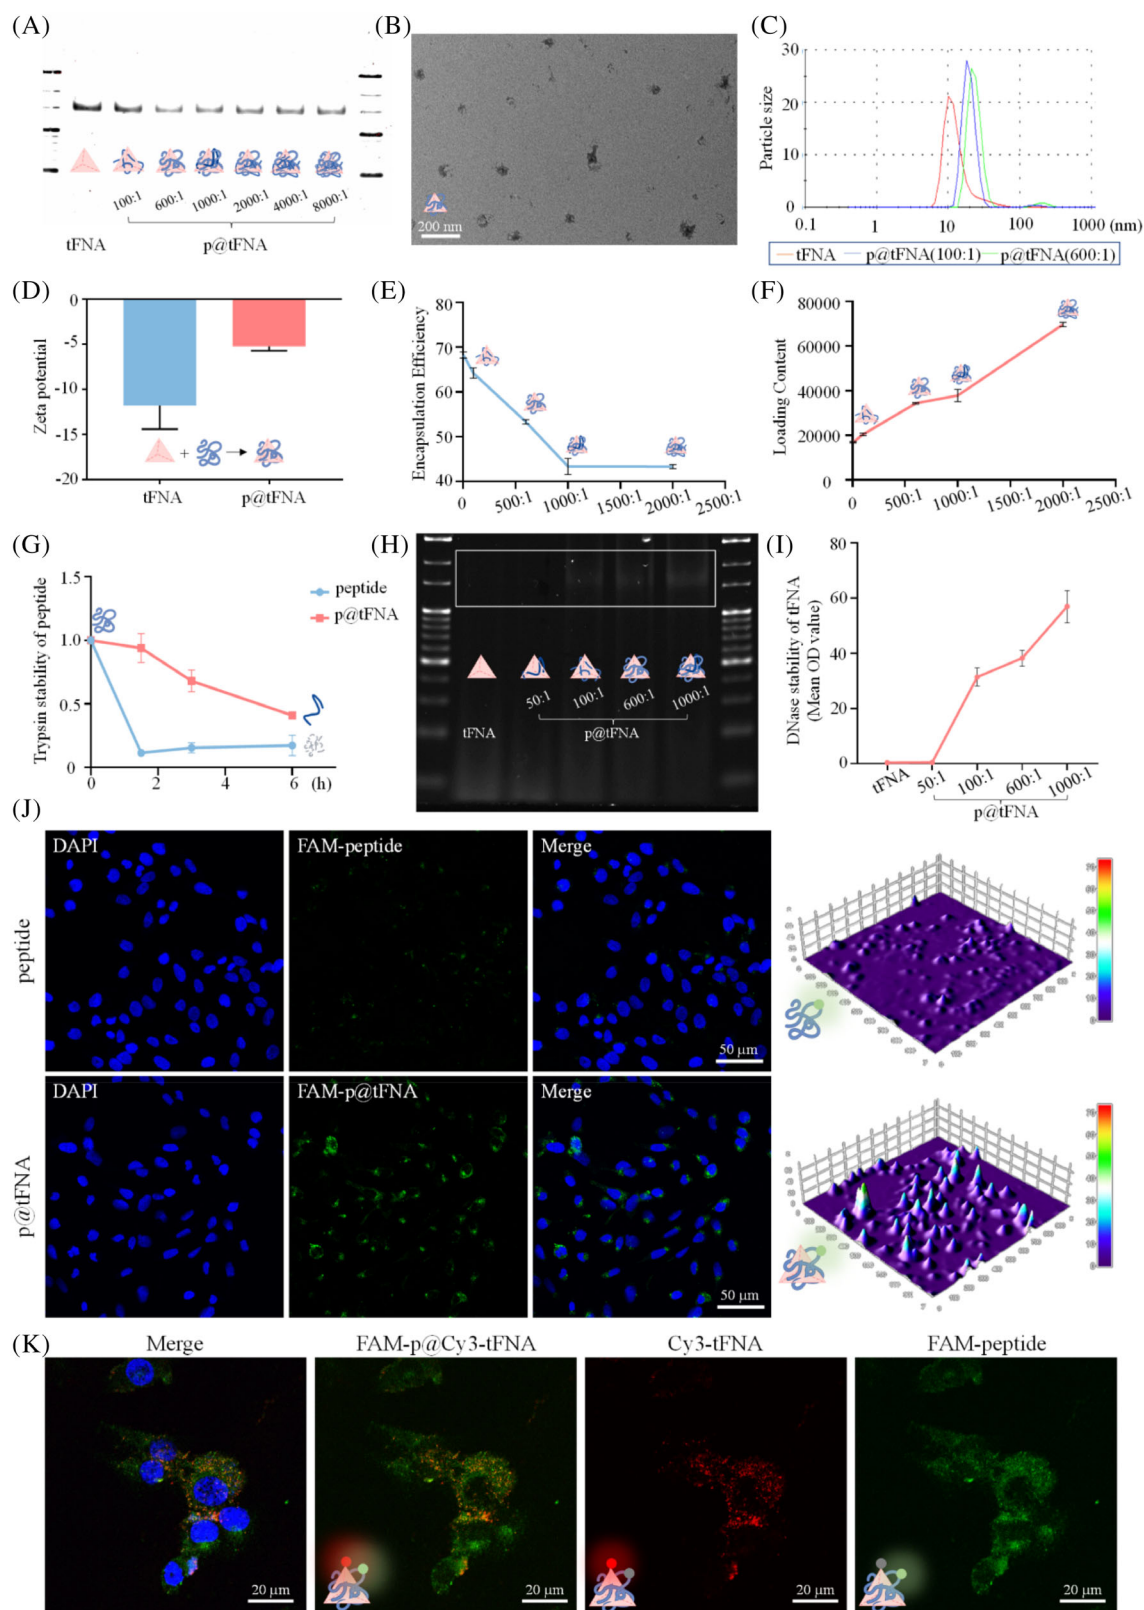 (A)
100:1
600:1
1000:1
2000:1
4000:1
8000:1
tFNA
p@tFNA
(B)
200 nm
(C)
Particle size
30
20
10
0
0.1
1
10
100
1000 (nm)
tFNA
p@tFNA(100:1)
p@tFNA(600:1)
(D)
Zeta potential
0
-5
-10
-15
-20
+
tFNA
p@tFNA
(E)
Encapsulation Efficiency
80
70
60
50
40
500:1
1000:1
1500:1
2000:1
2500:1
(F)
Loading Content
80000
60000
40000
20000
0
0
500:1
1000:1
1500:1
2000:1
2500:1
(G)
Trypsin stability of peptide
1.5
1.0
0.5
0
0
2
4
6
(h)
peptide
p@tFNA
(H)
50:1
100:1
600:1
1000:1
tFNA
p@tFNA
(I)
DNase stability of tFNA
(Mean OD value)
80
60
40
20
0
tFNA
50:1
100:1
600:1
1000:1
p@tFNA
(J)
peptide
DAPI
FAM-peptide
Merge
50 μm
p@tFNA
DAPI
FAM-p@tFNA
Merge
50 μm
(K)
Merge
FAM-p@Cy3-tFNA
Cy3-tFNA
FAM-peptide
20 μm
20 μm
20 μm
20 μm